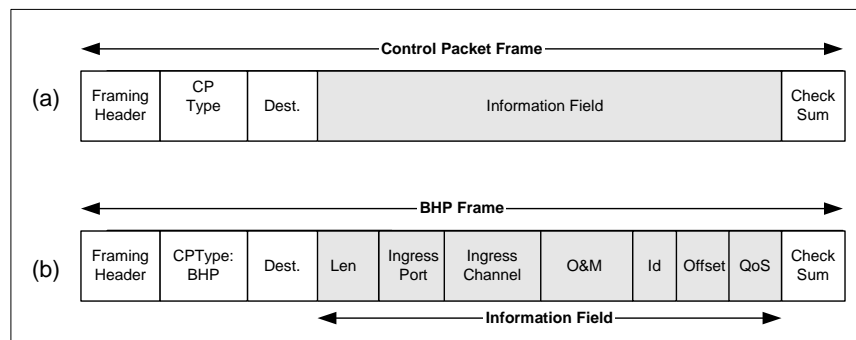 Control Packet Frame
(a)
Framing Header
CP Type
Dest.
Information Field
Check Sum
BHP Frame
(b)
Framing Header
CPType: BHP
Dest.
Len
Ingress Port
Ingress Channel
O&M
Id
Offset
QoS
Check Sum
Information Field